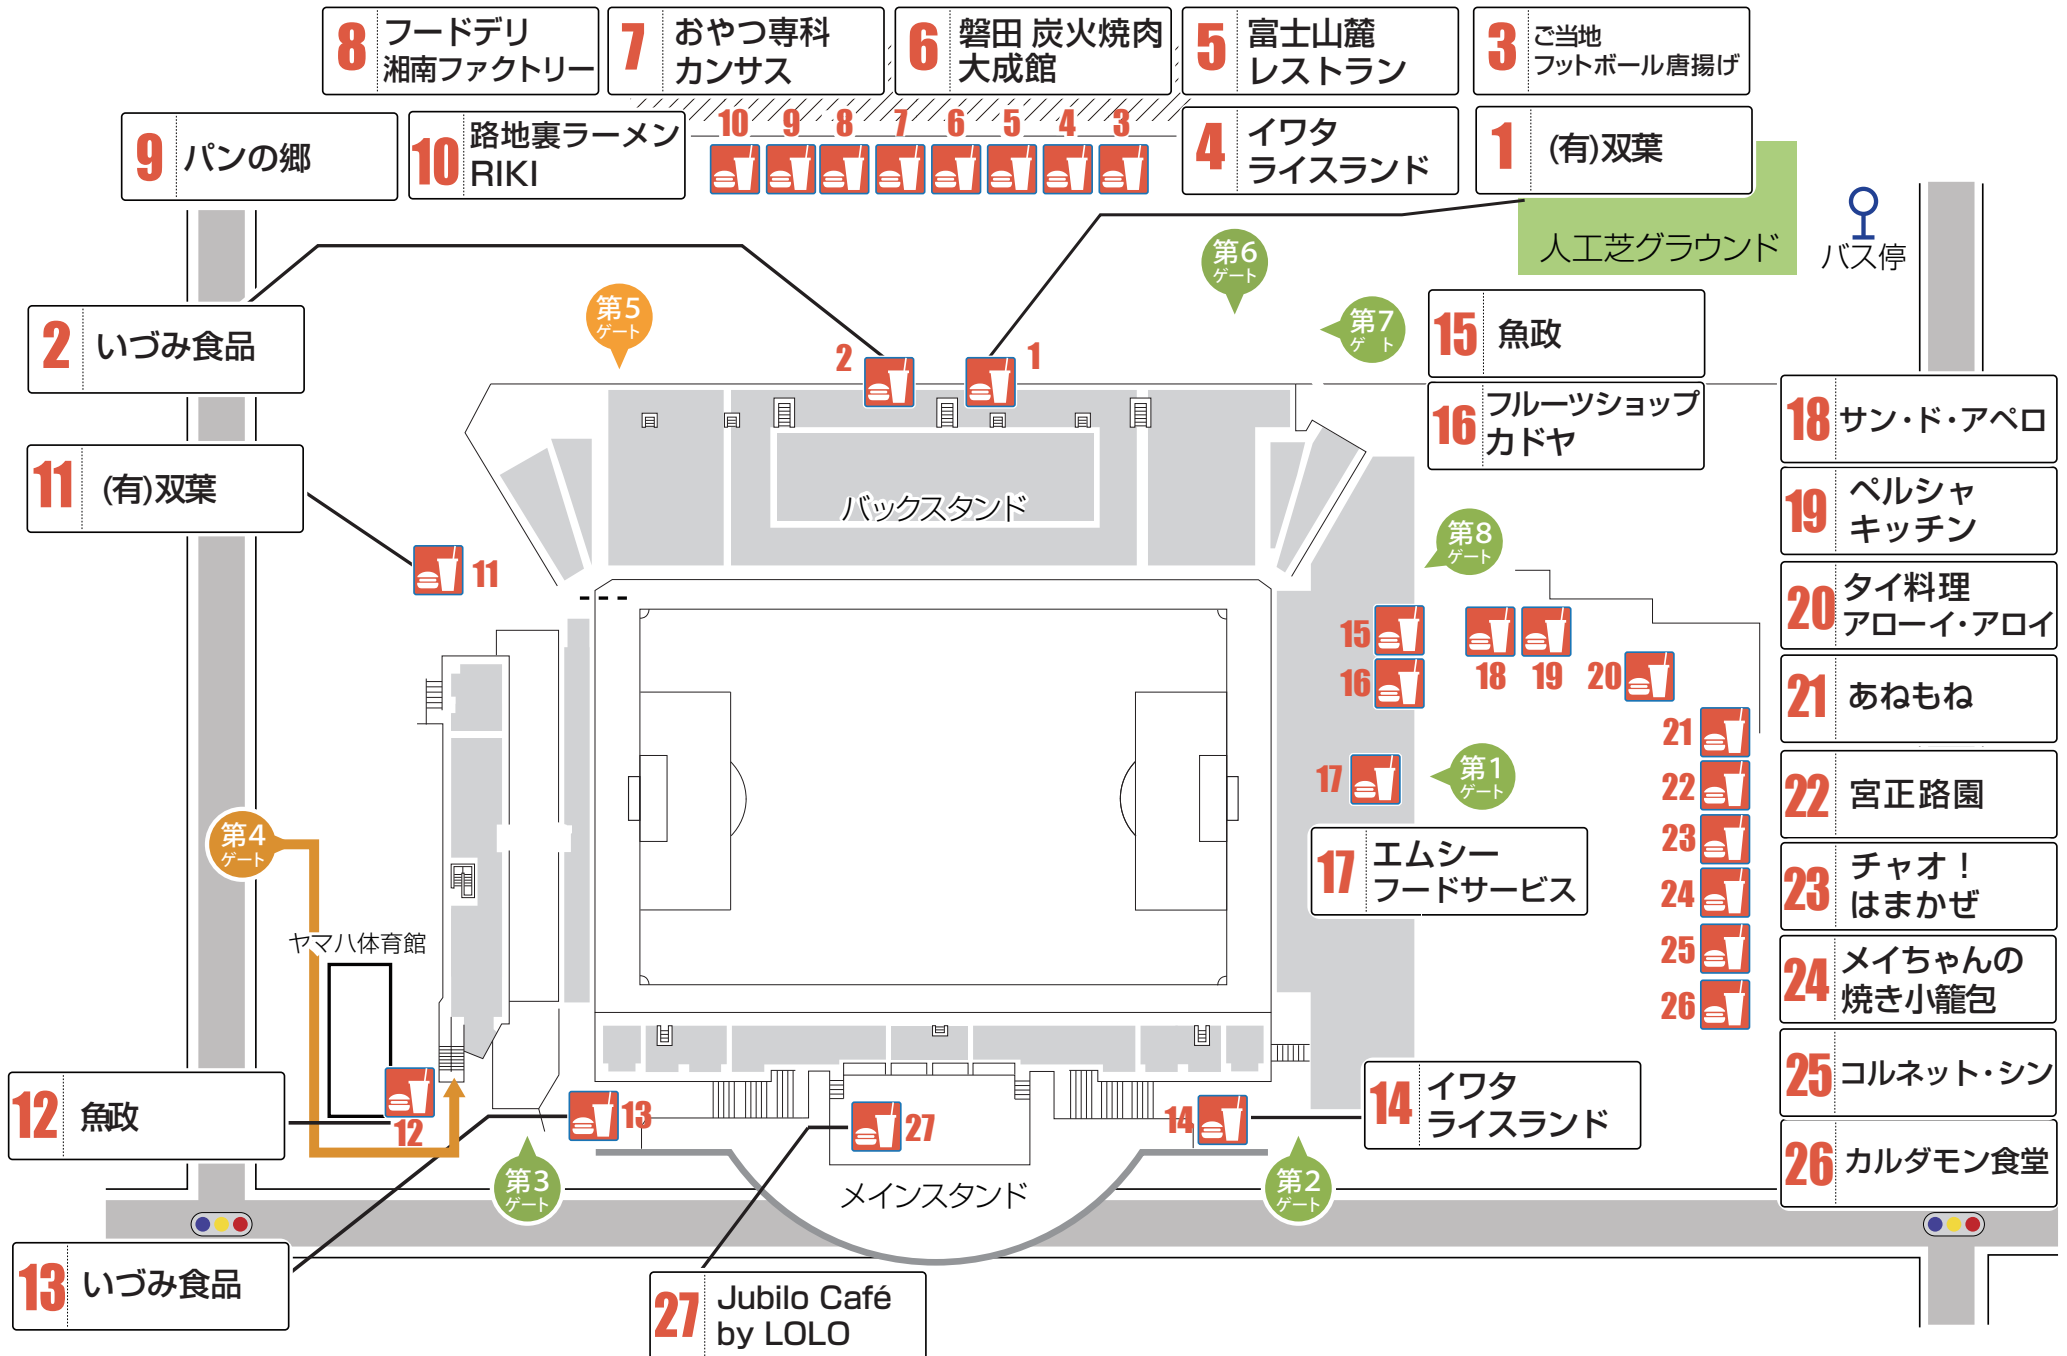 8
フードデリ
湘南ファクトリー
7
おやつ専科
カンサス
6
磐田 炭火焼肉
大成館
5
富士山麓
レストラン
3
ご当地
フットボール唐揚げ
9
パンの郷
10
路地裏ラーメン
RIKI
10 9 8 7 6 5 4 3
4
イワタ
ライスランド
1
(有)双葉
人工芝グラウンド
バス停
第6
ゲート
第5
ゲート
第7
ゲート
2
いづみ食品
2
1
15
魚政
16
フルーツショップ
カドヤ
18
サン・ド・アペロ
11
(有)双葉
11
バックスタンド
第8
ゲート
19
ペルシャ
キッチン
20
タイ料理
アローイ・アロイ
15
16
18
19
20
21
あねもね
21
22
23
24
25
26
17
第1
ゲート
22
宮正路園
17
エムシー
フードサービス
23
チャオ！
はまかぜ
第4
ゲート
ヤマハ体育館
24
メイちゃんの
焼き小籠包
25
コルネット・シン
12
魚政
12
13
27
14
14
イワタ
ライスランド
26
カルダモン食堂
第3
ゲート
メインスタンド
第2
ゲート
13
いづみ食品
27
Jubilo Café
by LOLO